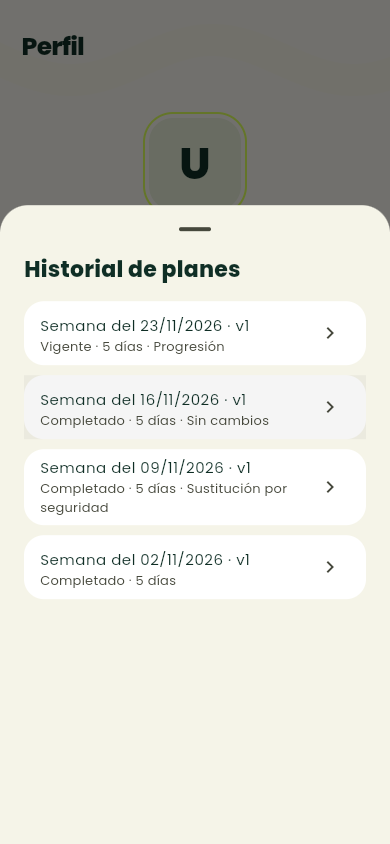 Perfil
U
Historial de planes
Semana del 23/11/2026 · v1
Vigente · 5 días · Progresión
Semana del 16/11/2026 · v1
Completado · 5 días · Sin cambios
Semana del 09/11/2026 · v1
Completado · 5 días · Sustitución por
seguridad
Semana del 02/11/2026 · v1
Completado · 5 días